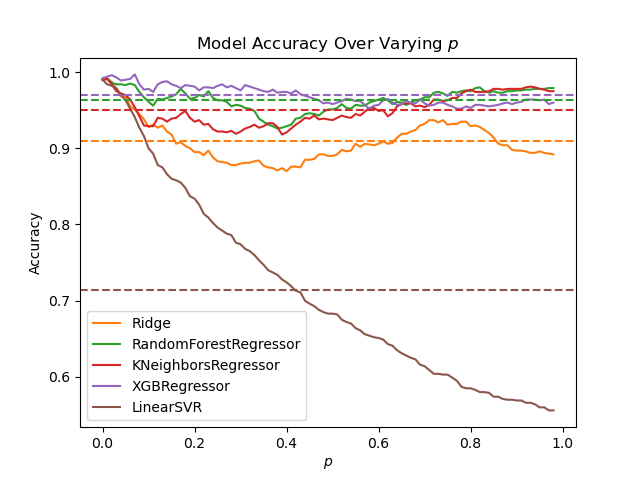 Model Accuracy Over Varying p
Accuracy
1.0
0.9
0.8
0.7
0.6
Ridge
RandomForestRegressor
KNeighborsRegressor
XGBRegressor
LinearSVR
0.0 0.2 0.4 0.6 0.8 1.0
p